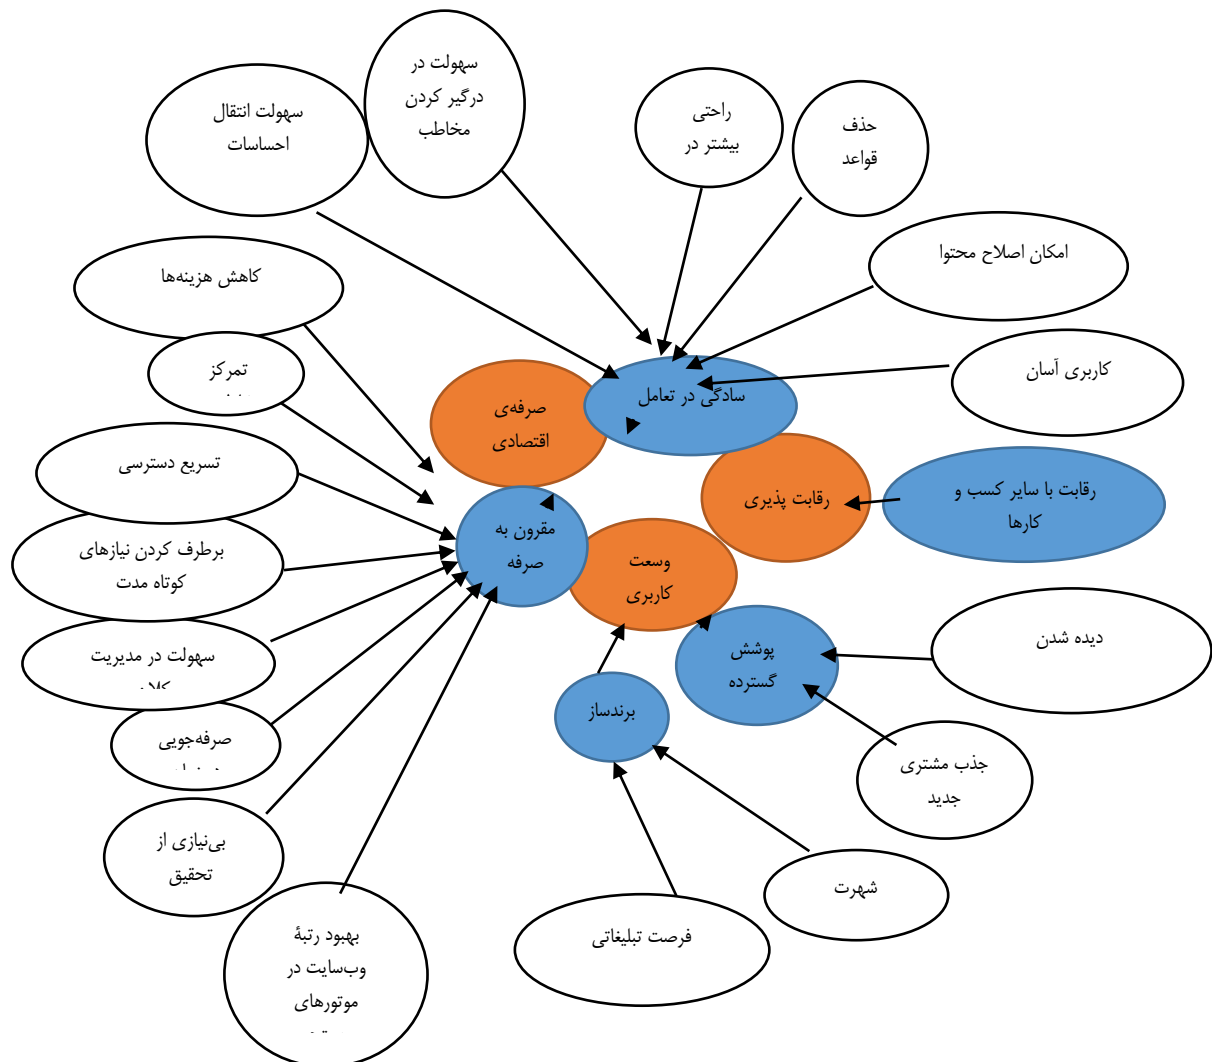 سهولت در
درگیر کردن
مخاطب
سهولت انتقال
احساسات
راحتی
بیشتر در
حذف
قواعد
امکان اصلاح محتوا
کاربری آسان
کاهش هزینه‌ها
تمرکز
صرفه‌ی
اقتصادی
سادگی در تعامل
رقابت پذیری
رقابت با سایر کسب و
کارها
تسریع دسترسی
برطرف کردن نیازهای
کوتاه مدت
مقرون به
صرفه
وسعت
کاربری
سهولت در مدیریت
پوشش
گسترده
دیده شدن
برندساز
صرفه‌جویی
جذب مشتری
جدید
بی‌نیازی از
تحقیق
شهرت
فرصت تبلیغاتی
بهبود رتبهٔ
وب‌سایت در
موتورهای